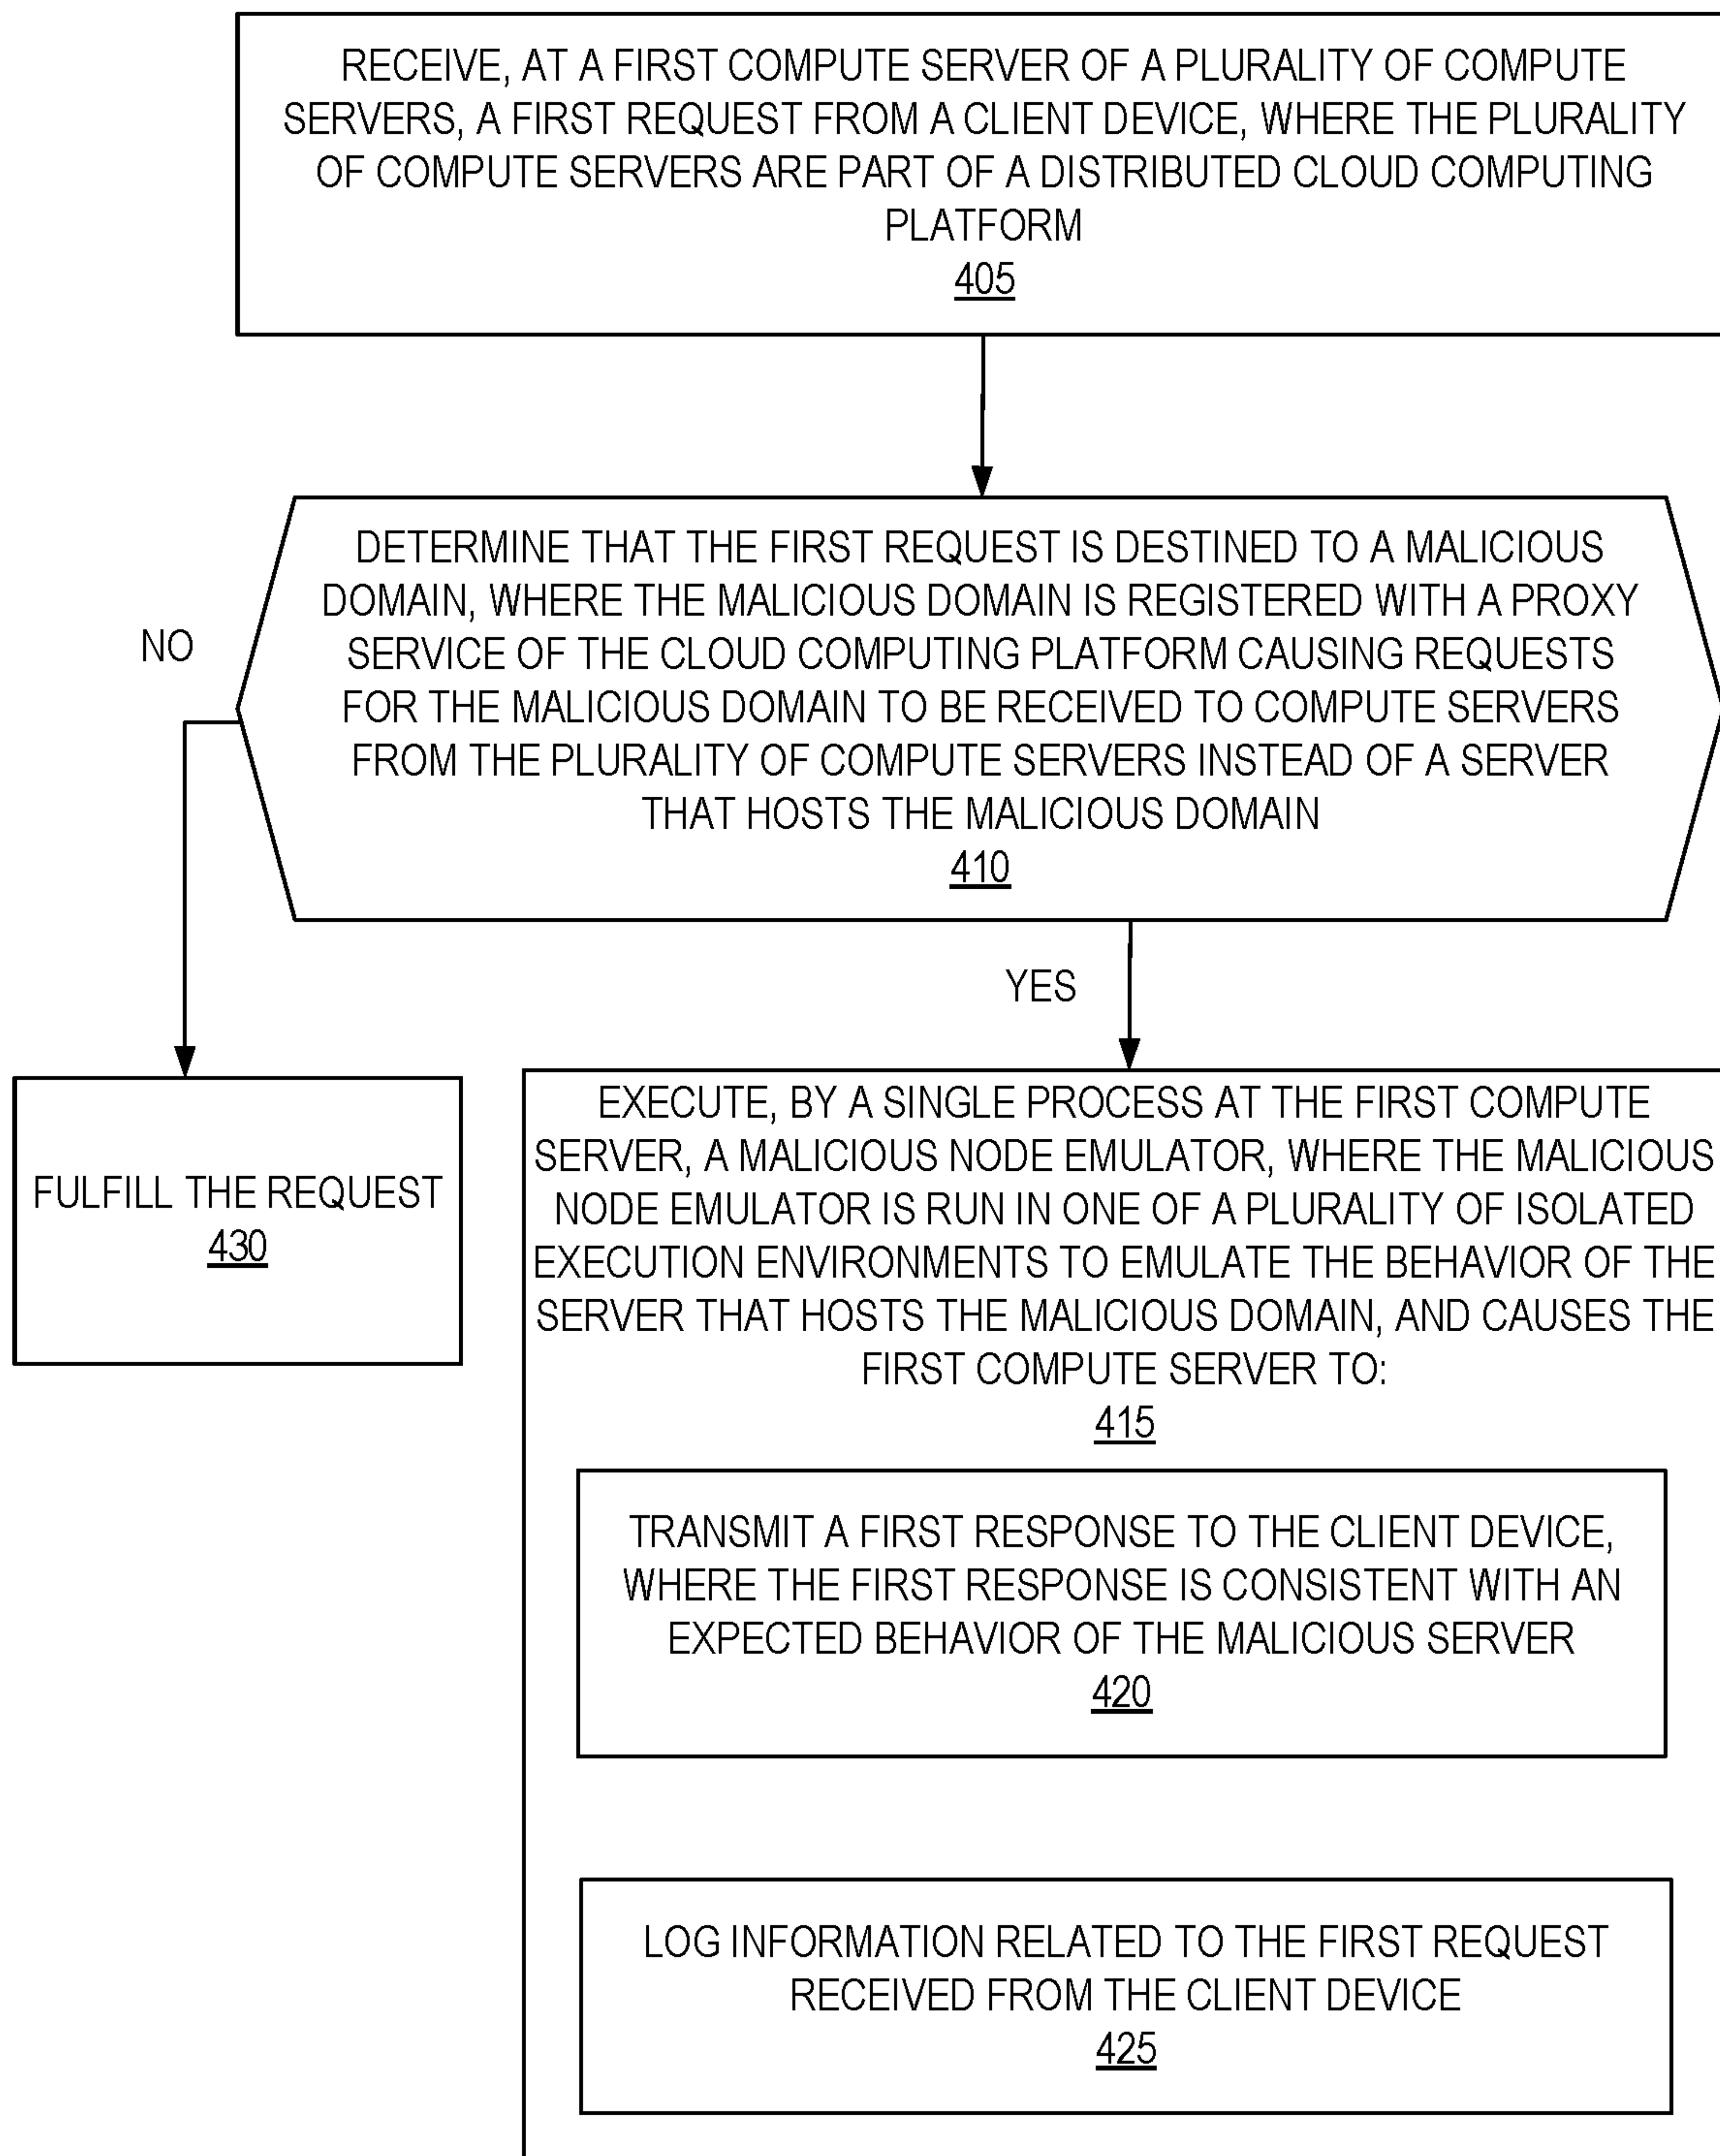 RECEIVE, AT A FIRST COMPUTE SERVER OF A PLURALITY OF COMPUTE
SERVERS, A FIRST REQUEST FROM A CLIENT DEVICE, WHERE THE PLURALITY
OF COMPUTE SERVERS ARE PART OF A DISTRIBUTED CLOUD COMPUTING
PLATFORM
405
DETERMINE THAT THE FIRST REQUEST IS DESTINED TO A MALICIOUS
DOMAIN, WHERE THE MALICIOUS DOMAIN IS REGISTERED WITH A PROXY
SERVICE OF THE CLOUD COMPUTING PLATFORM CAUSING REQUESTS
FOR THE MALICIOUS DOMAIN TO BE RECEIVED TO COMPUTE SERVERS
FROM THE PLURALITY OF COMPUTE SERVERS INSTEAD OF A SERVER
THAT HOSTS THE MALICIOUS DOMAIN
410
NO
YES
FULFILL THE REQUEST
430
EXECUTE, BY A SINGLE PROCESS AT THE FIRST COMPUTE
SERVER, A MALICIOUS NODE EMULATOR, WHERE THE MALICIOUS
NODE EMULATOR IS RUN IN ONE OF A PLURALITY OF ISOLATED
EXECUTION ENVIRONMENTS TO EMULATE THE BEHAVIOR OF THE
SERVER THAT HOSTS THE MALICIOUS DOMAIN, AND CAUSES THE
FIRST COMPUTE SERVER TO:
415
TRANSMIT A FIRST RESPONSE TO THE CLIENT DEVICE,
WHERE THE FIRST RESPONSE IS CONSISTENT WITH AN
EXPECTED BEHAVIOR OF THE MALICIOUS SERVER
420
LOG INFORMATION RELATED TO THE FIRST REQUEST
RECEIVED FROM THE CLIENT DEVICE
425